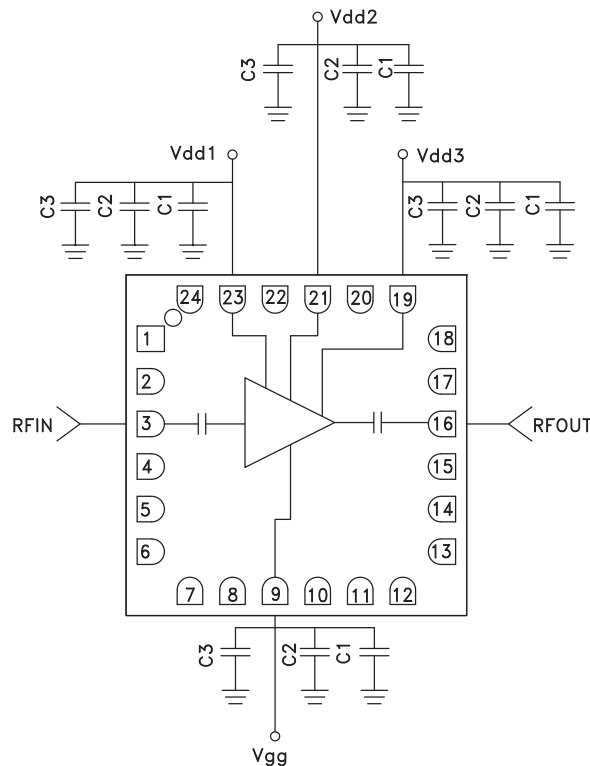 Vdd2
C3 C2 C1
Vdd1 Vdd3
C3 C2 C1 C3 C2 C1
24 23 22 21 20 19
1 18
2 17
RFIN 3 16 RFOUT
4 15
5 14
6 13
7 8 9 10 11 12
C3 C2 C1
Vgg